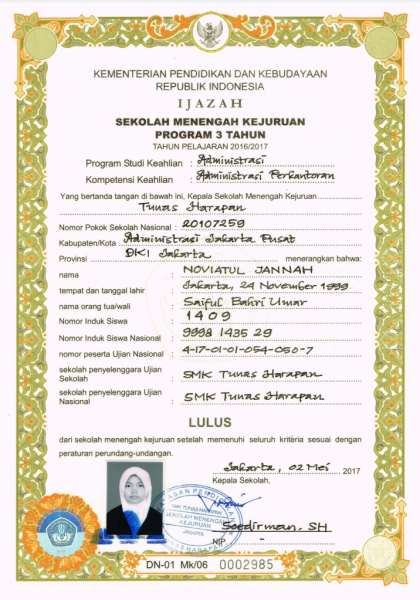 KEMENTERIAN PENDIDIKAN DAN KEBUDAYAAN
REPUBLIK INDONESIA
IJAZAH
SEKOLAH MENENGAH KEJURUAN
PROGRAM 3 TAHUN
TAHUN PELAJARAN 2016/2017
Program Studi Keahlian : Administrasi
Kompetensi Keahlian : Administrasi Perkantoran
Yang bertanda tangan di bawah ini, Kepala Sekolah Menengah Kejuruan
Tunas Harapan
Nomor Pokok Sekolah Nasional : 20107259
Kabupaten/Kota Administrasi Jakarta Pusat
Provinsi DKI Jakarta menerangkan bahwa:
nama NOVIATUL JANNAH
tempat dan tanggal lahir Jakarta, 24 November 1999
nama orang tua/wali Saiful Bahri Umar
Nomor Induk Siswa 1409
Nomor Induk Siswa Nasional 9998 1435 29
nomor peserta Ujian Nasional 4-17-01-01-054-050-7
sekolah penyelenggara Ujian Sekolah SMK Tunas Harapan
sekolah penyelenggara Ujian Nasional SMK Tunas Harapan
LULUS
dari sekolah menengah kejuruan setelah memenuhi seluruh kriteria sesuai dengan
peraturan perundang-undangan.
Jakarta, 02 Mei 2017
Kepala Sekolah,
SEKOLAH MENENGAH
KEJURUAN
JAKARTA
Soedirman. SH
NIP
DN-01 Mk/06 0002985